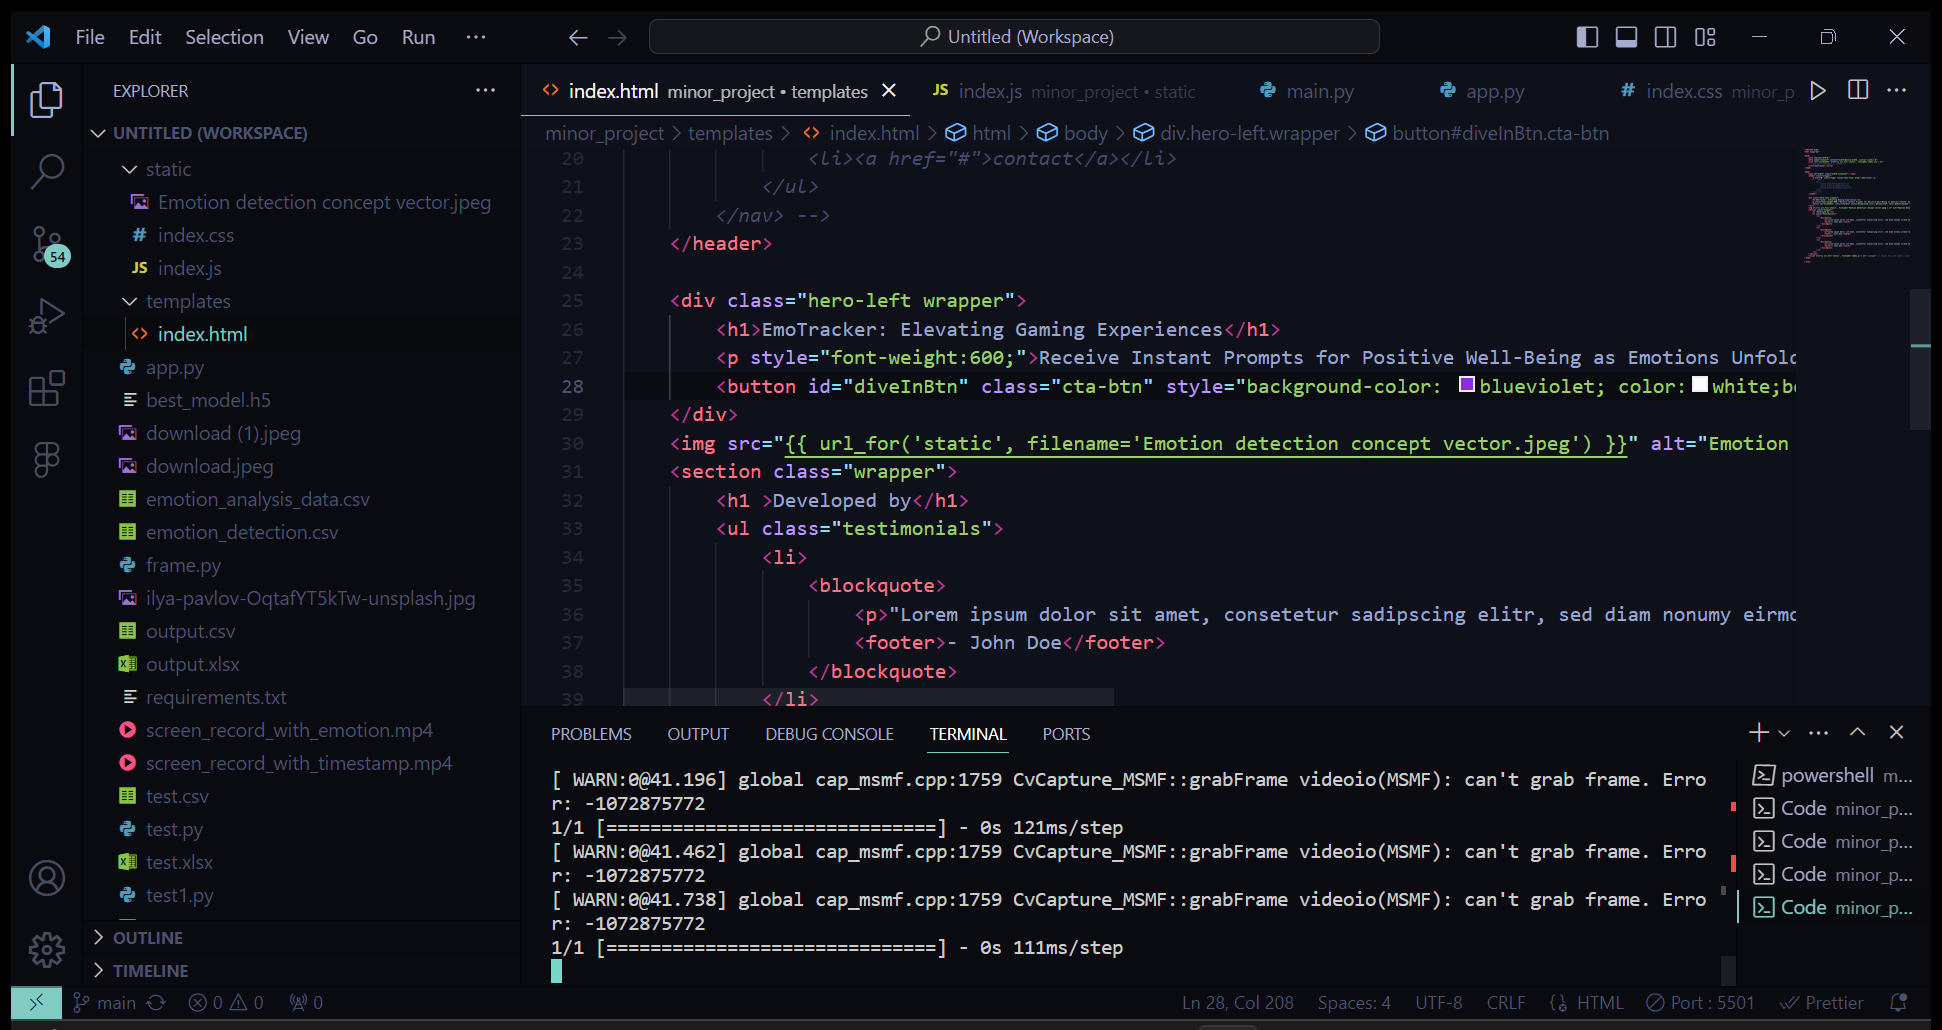 File Edit Selection View Go Run ···
Untitled (Workspace)
EXPLORER ···
UNTITLED (WORKSPACE)
static
Emotion detection concept vector.jpeg
# index.css
JS index.js
templates
<> index.html
app.py
best_model.h5
download (1).jpeg
download.jpeg
emotion_analysis_data.csv
emotion_detection.csv
frame.py
ilya-pavlov-OqtafYT5kTw-unsplash.jpg
output.csv
output.xlsx
requirements.txt
screen_record_with_emotion.mp4
screen_record_with_timestamp.mp4
test.csv
test.py
test.xlsx
test1.py
OUTLINE
TIMELINE
54
<> index.html minor_project • templates
JS index.js minor_project • static
main.py
app.py
# index.css minor_p
minor_project > templates > <> index.html > html > body > div.hero-left.wrapper > button#diveInBtn.cta-btn
20 <li><a href="#">contact</a></li>
21 </ul>
22 </nav> -->
23 </header>
24
25 <div class="hero-left wrapper">
26 <h1>EmoTracker: Elevating Gaming Experiences</h1>
27 <p style="font-weight:600;">Receive Instant Prompts for Positive Well-Being as Emotions Unfol
28 <button id="diveInBtn" class="cta-btn" style="background-color: blueviolet; color: white;b
29 </div>
30 <img src="{{ url_for('static', filename='Emotion detection concept vector.jpeg') }}" alt="Emotion
31 <section class="wrapper">
32 <h1 >Developed by</h1>
33 <ul class="testimonials">
34 <li>
35 <blockquote>
36 <p>"Lorem ipsum dolor sit amet, consetetur sadipscing elitr, sed diam nonumy eirm
37 <footer>- John Doe</footer>
38 </blockquote>
39 </li>
PROBLEMS OUTPUT DEBUG CONSOLE TERMINAL PORTS
[ WARN:0@41.196] global cap_msmf.cpp:1759 CvCapture_MSMF::grabFrame videoio(MSMF): can't grab frame. Erro
r: -1072875772
1/1 [==============================] - 0s 121ms/step
[ WARN:0@41.462] global cap_msmf.cpp:1759 CvCapture_MSMF::grabFrame videoio(MSMF): can't grab frame. Erro
r: -1072875772
[ WARN:0@41.738] global cap_msmf.cpp:1759 CvCapture_MSMF::grabFrame videoio(MSMF): can't grab frame. Erro
r: -1072875772
1/1 [==============================] - 0s 111ms/step
powershell m...
Code minor_p...
Code minor_p...
Code minor_p...
Code minor_p...
main 0 0 0
Ln 28, Col 208 Spaces: 4 UTF-8 CRLF HTML Port : 5501 Prettier